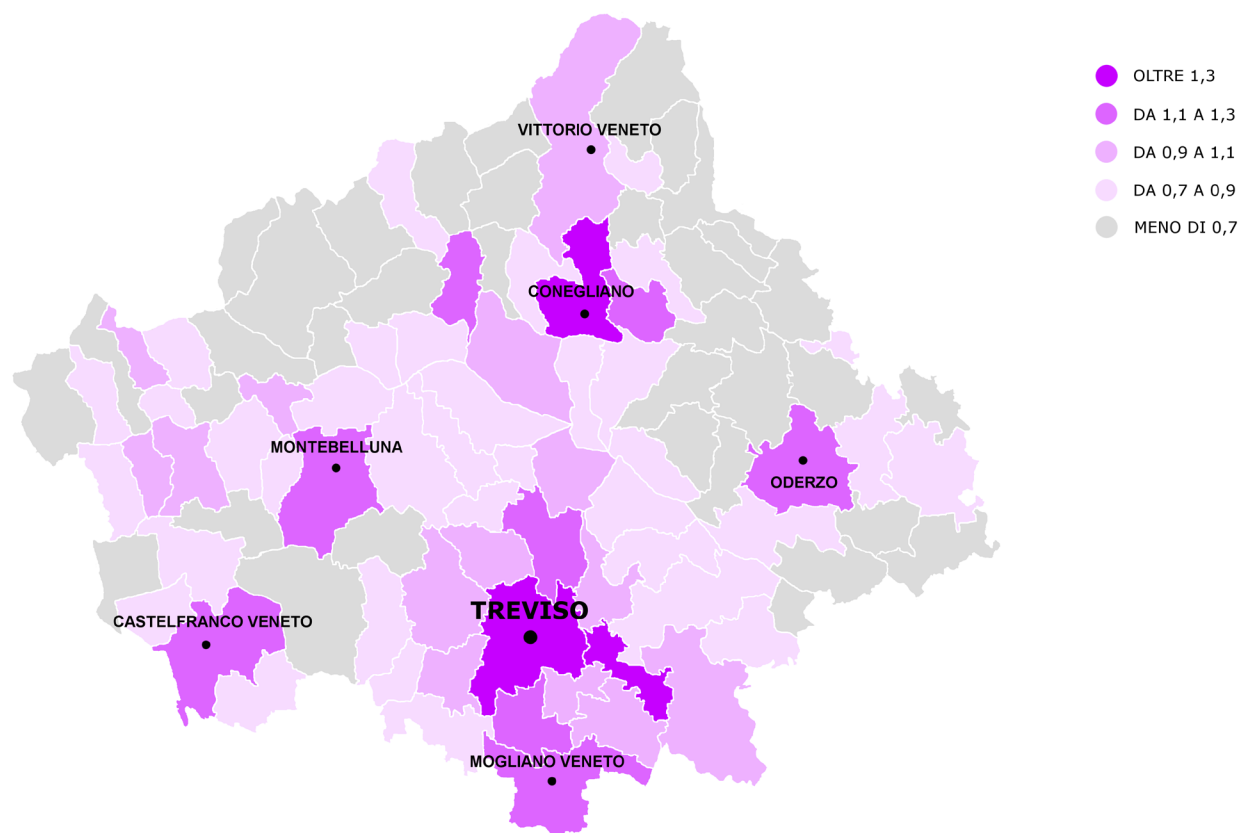 OLTRE 1,3
DA 1,1 A 1,3
DA 0,9 A 1,1
DA 0,7 A 0,9
MENO DI 0,7
VITTORIO VENETO
CONEGLIANO
MONTEBELLUNA
ODERZO
TREVISO
CASTELFRANCO VENETO
MOGLIANO VENETO